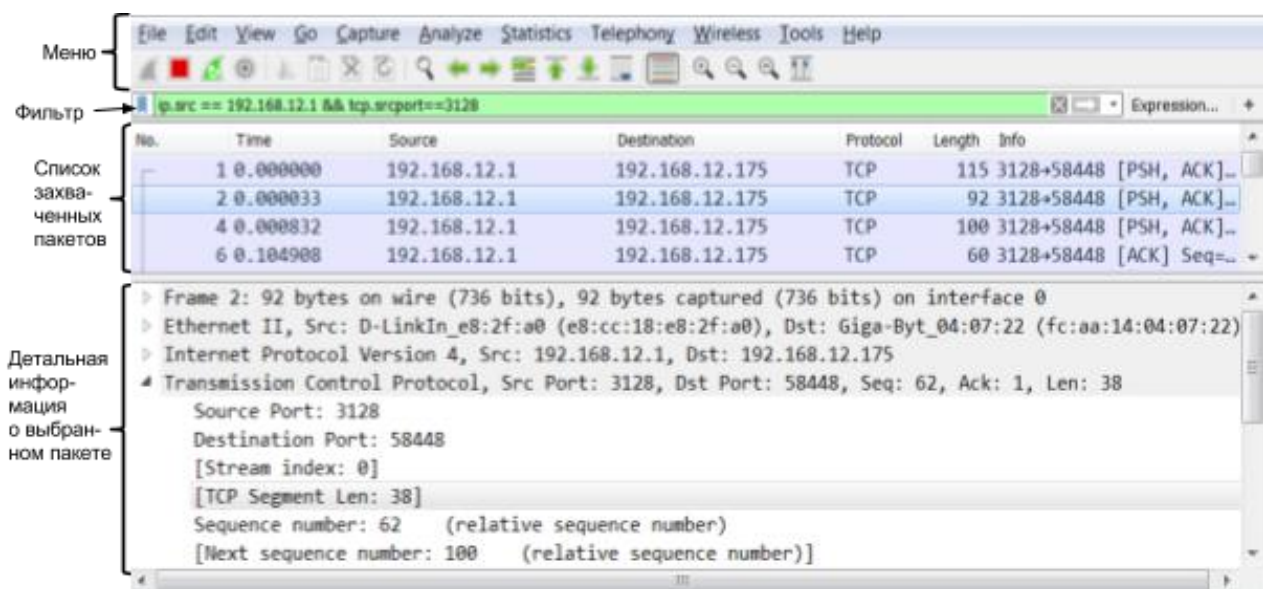 Меню
File Edit View Go Capture Analyze Statistics Telephony Wireless Tools Help
Фильтр
ip.src == 192.168.12.1 && tcp.srcport==3128
Expression... +
Список захва-
ченных
пакетов
No. Time Source Destination Protocol Length Info
1 0.000000 192.168.12.1 192.168.12.175 TCP 115 3128→58448 [PSH, ACK]…
2 0.000033 192.168.12.1 192.168.12.175 TCP 92 3128→58448 [PSH, ACK]…
4 0.000832 192.168.12.1 192.168.12.175 TCP 100 3128→58448 [PSH, ACK]…
6 0.104908 192.168.12.1 192.168.12.175 TCP 60 3128→58448 [ACK] Seq=…
Детальная
инфор-
мация
о выбран-
ном пакете
Frame 2: 92 bytes on wire (736 bits), 92 bytes captured (736 bits) on interface 0
Ethernet II, Src: D-LinkIn_e8:2f:a0 (e8:cc:18:e8:2f:a0), Dst: Giga-Byt_04:07:22 (fc:aa:14:04:07:22)
Internet Protocol Version 4, Src: 192.168.12.1, Dst: 192.168.12.175
Transmission Control Protocol, Src Port: 3128, Dst Port: 58448, Seq: 62, Ack: 1, Len: 38
Source Port: 3128
Destination Port: 58448
[Stream index: 0]
[TCP Segment Len: 38]
Sequence number: 62 (relative sequence number)
[Next sequence number: 100 (relative sequence number)]